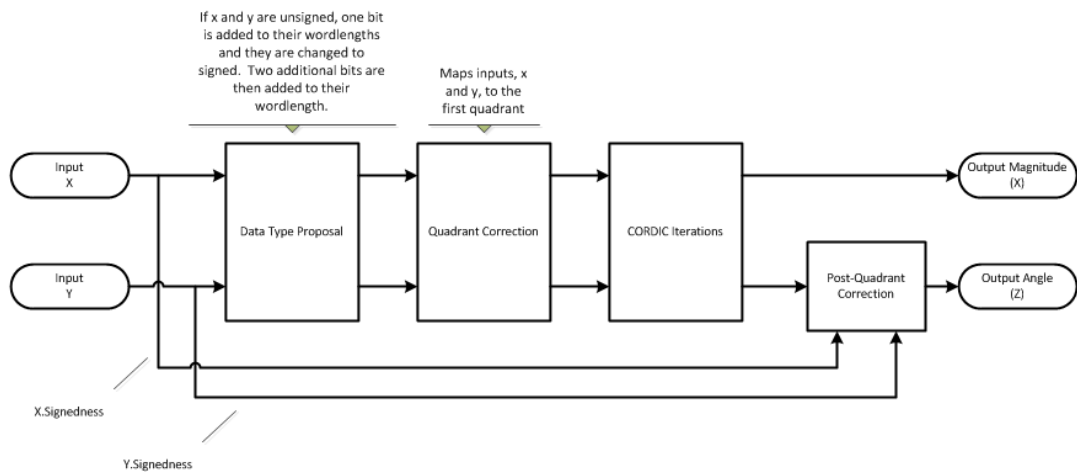 If x and y are unsigned, one bit
is added to their wordlengths
and they are changed to
signed.  Two additional bits are
then added to their
wordlength.
Maps inputs, x
and y, to the
first quadrant
Input
X
Data Type Proposal
Quadrant Correction
CORDIC Iterations
Output Magnitude
(X)
Input
Y
Post-Quadrant
Correction
Output Angle
(Z)
X.Signedness
Y.Signedness